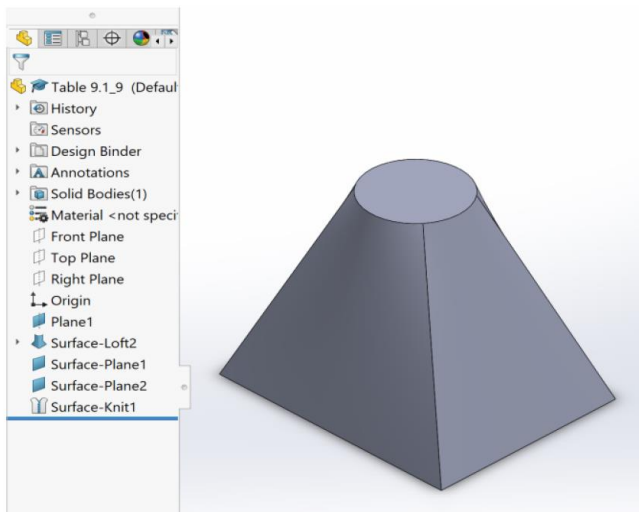 Table 9.1_9 (Defaul
History
Sensors
Design Binder
Annotations
Solid Bodies(1)
Material <not speci
Front Plane
Top Plane
Right Plane
Origin
Plane1
Surface-Loft2
Surface-Plane1
Surface-Plane2
Surface-Knit1